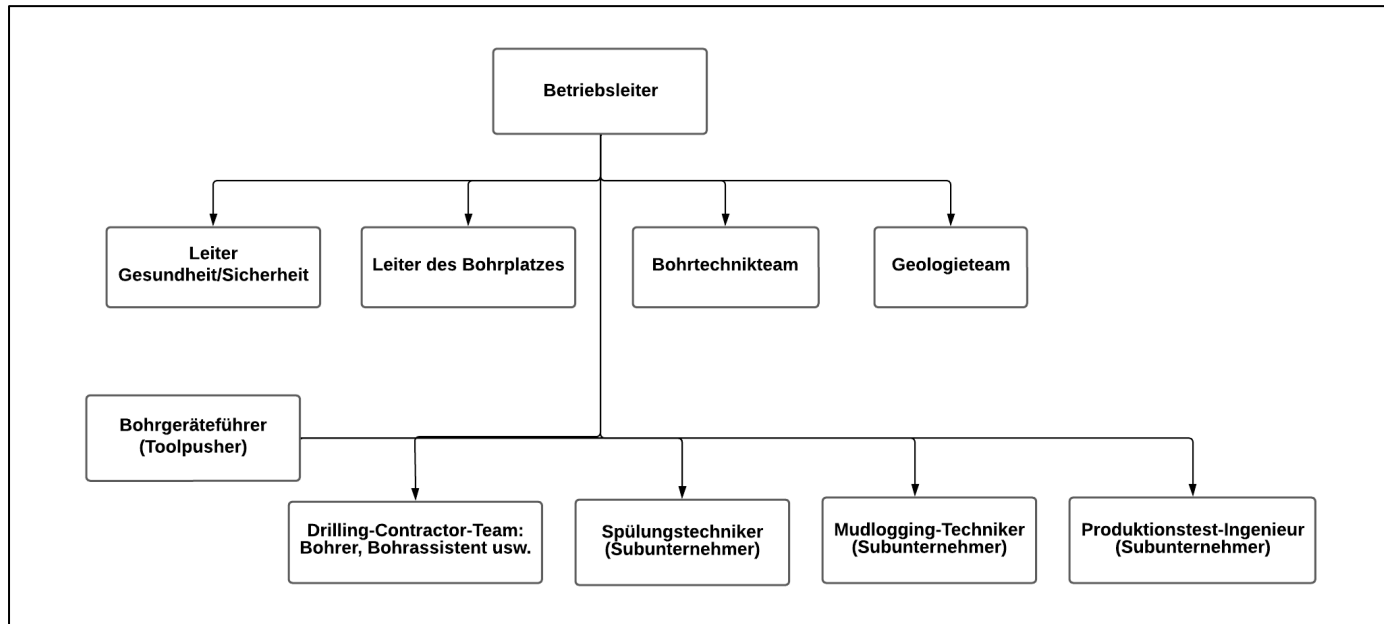 Betriebsleiter
Leiter
Gesundheit/Sicherheit
Leiter des Bohrplatzes
Bohrtechnikteam
Geologieteam
Bohrgeräteführer
(Toolpusher)
Drilling-Contractor-Team:
Bohrer, Bohrassistent usw.
Spülungstechniker
(Subunternehmer)
Mudlogging-Techniker
(Subunternehmer)
Produktionstest-Ingenieur
(Subunternehmer)